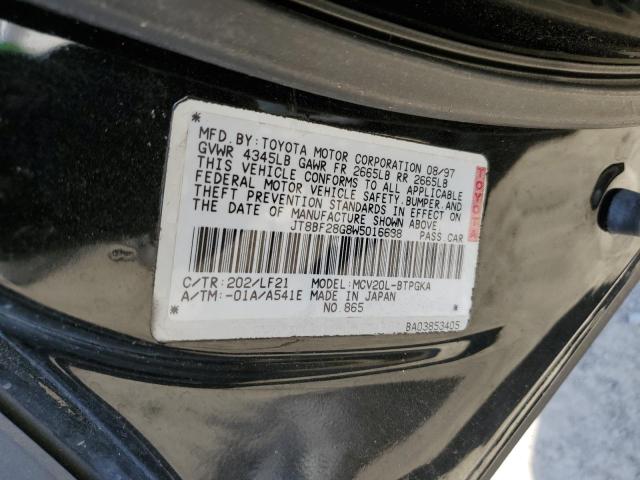 MFD. BY: TOYOTA MOTOR CORPORATION 08/97
GVWR 4345LB GAWR FR 2665LB RR 2665LB
THIS VEHICLE CONFORMS TO ALL APPLICABLE
FEDERAL MOTOR VEHICLE SAFETY, BUMPER, AND
THEFT PREVENTION STANDARDS IN EFFECT ON
THE DATE OF MANUFACTURE SHOWN ABOVE.
JT8BF28G8W5016698 PASS.CAR
TOYOTA
C/TR: 202/LF21 MODEL: MCV20L-BTPGKA
A/TM: -01A/A541E MADE IN JAPAN
NO.865
BA03853405